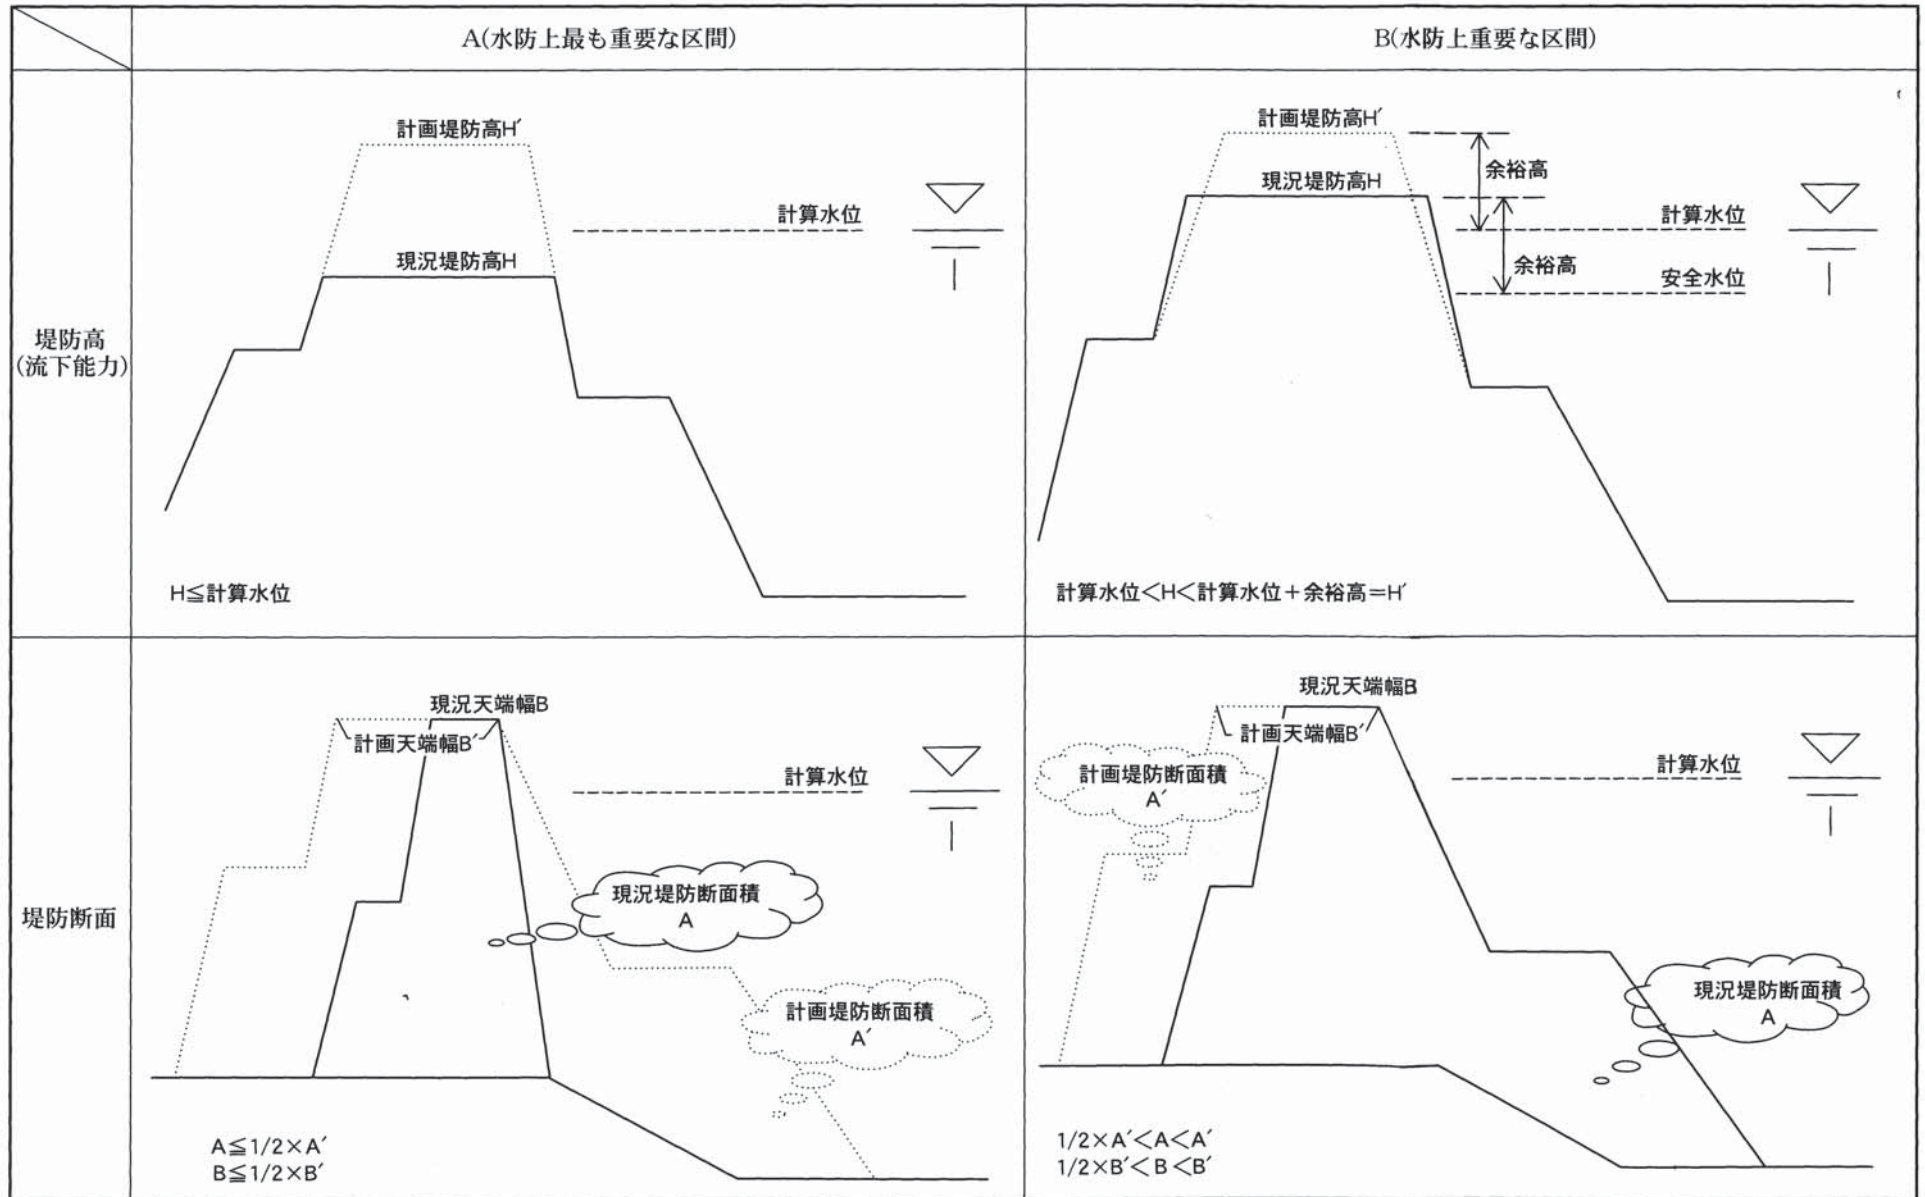 A(水防上最も重要な区間)
B(水防上重要な区間)
堤防高
(流下能力)
計画堤防高H′
計算水位
現況堤防高H
H≦計算水位
計画堤防高H′
余裕高
現況堤防高H
計算水位
余裕高
安全水位
計算水位＜H＜計算水位＋余裕高＝H′
堤防断面
現況天端幅B
計画天端幅B′
計算水位
現況堤防断面積
A
計画堤防断面積
A′
A≦1/2×A′
B≦1/2×B′
現況天端幅B
計画天端幅B′
計算水位
計画堤防断面積
A′
現況堤防断面積
A
1/2×A′＜A＜A′
1/2×B′＜B＜B′